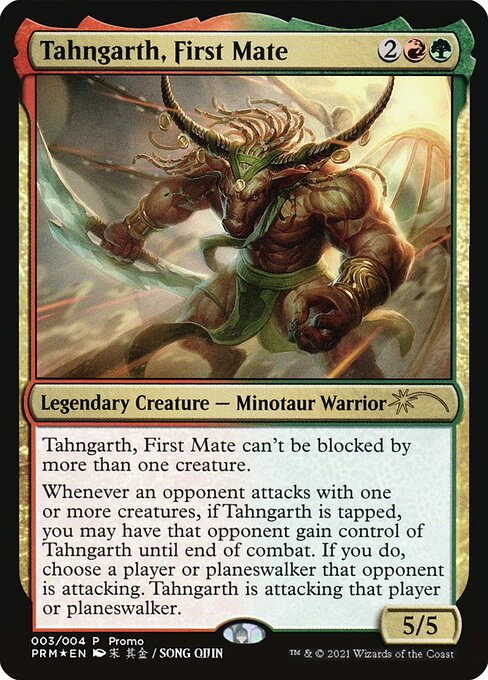 Tahngarth, First Mate 2
Legendary Creature — Minotaur Warrior
Tahngarth, First Mate can't be blocked by
more than one creature.
Whenever an opponent attacks with one
or more creatures, if Tahngarth is tapped,
you may have that opponent gain control of
Tahngarth until end of combat. If you do,
choose a player or planeswalker that opponent
is attacking. Tahngarth is attacking that player
or planeswalker.
5/5
003/004 P Promo
PRM★EN 宋 其金/SONG QIJIN ™ & © 2021 Wizards of the Coast